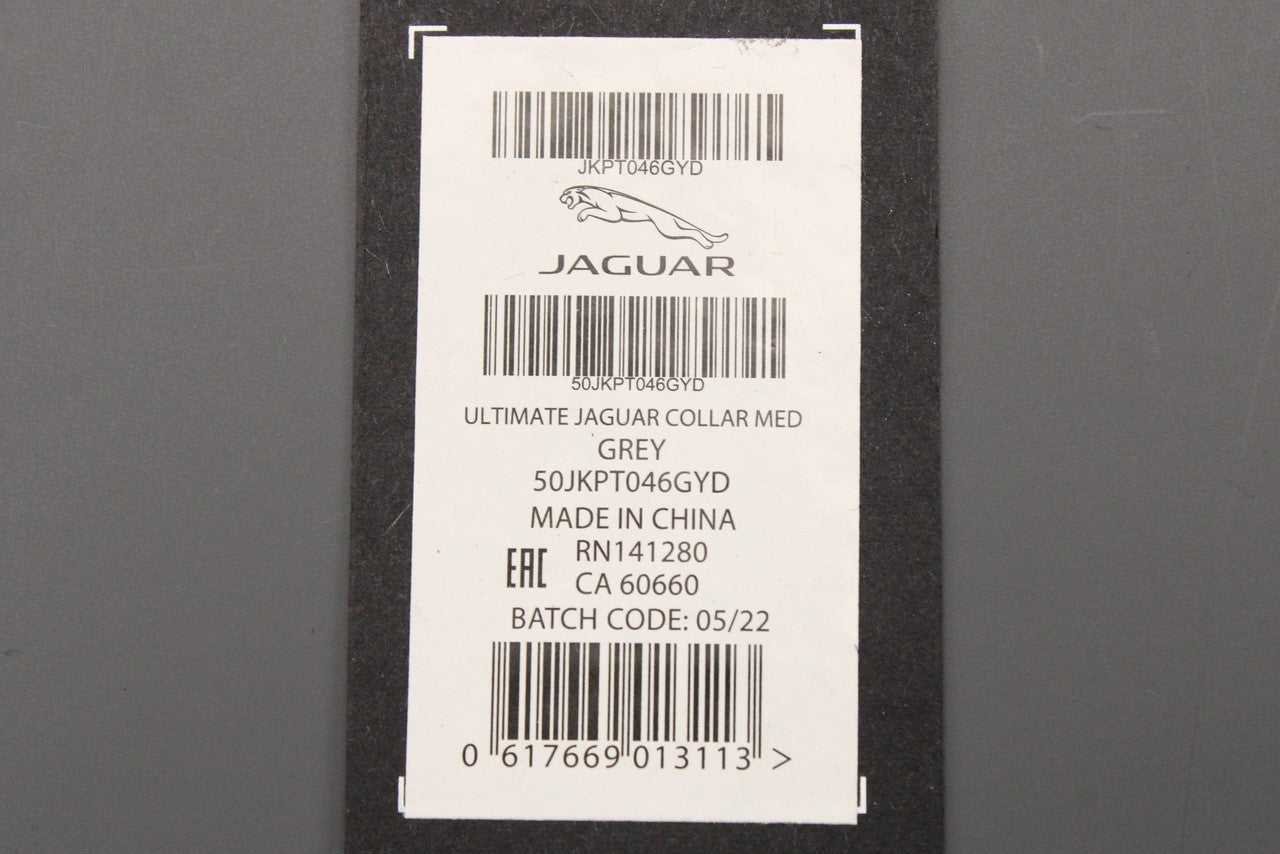 JKPT046GYD
JAGUAR
50JKPT046GYD
ULTIMATE JAGUAR COLLAR MED
GREY
50JKPT046GYD
MADE IN CHINA
EAC
RN141280
CA 60660
BATCH CODE: 05/22
0 617669 013113 >